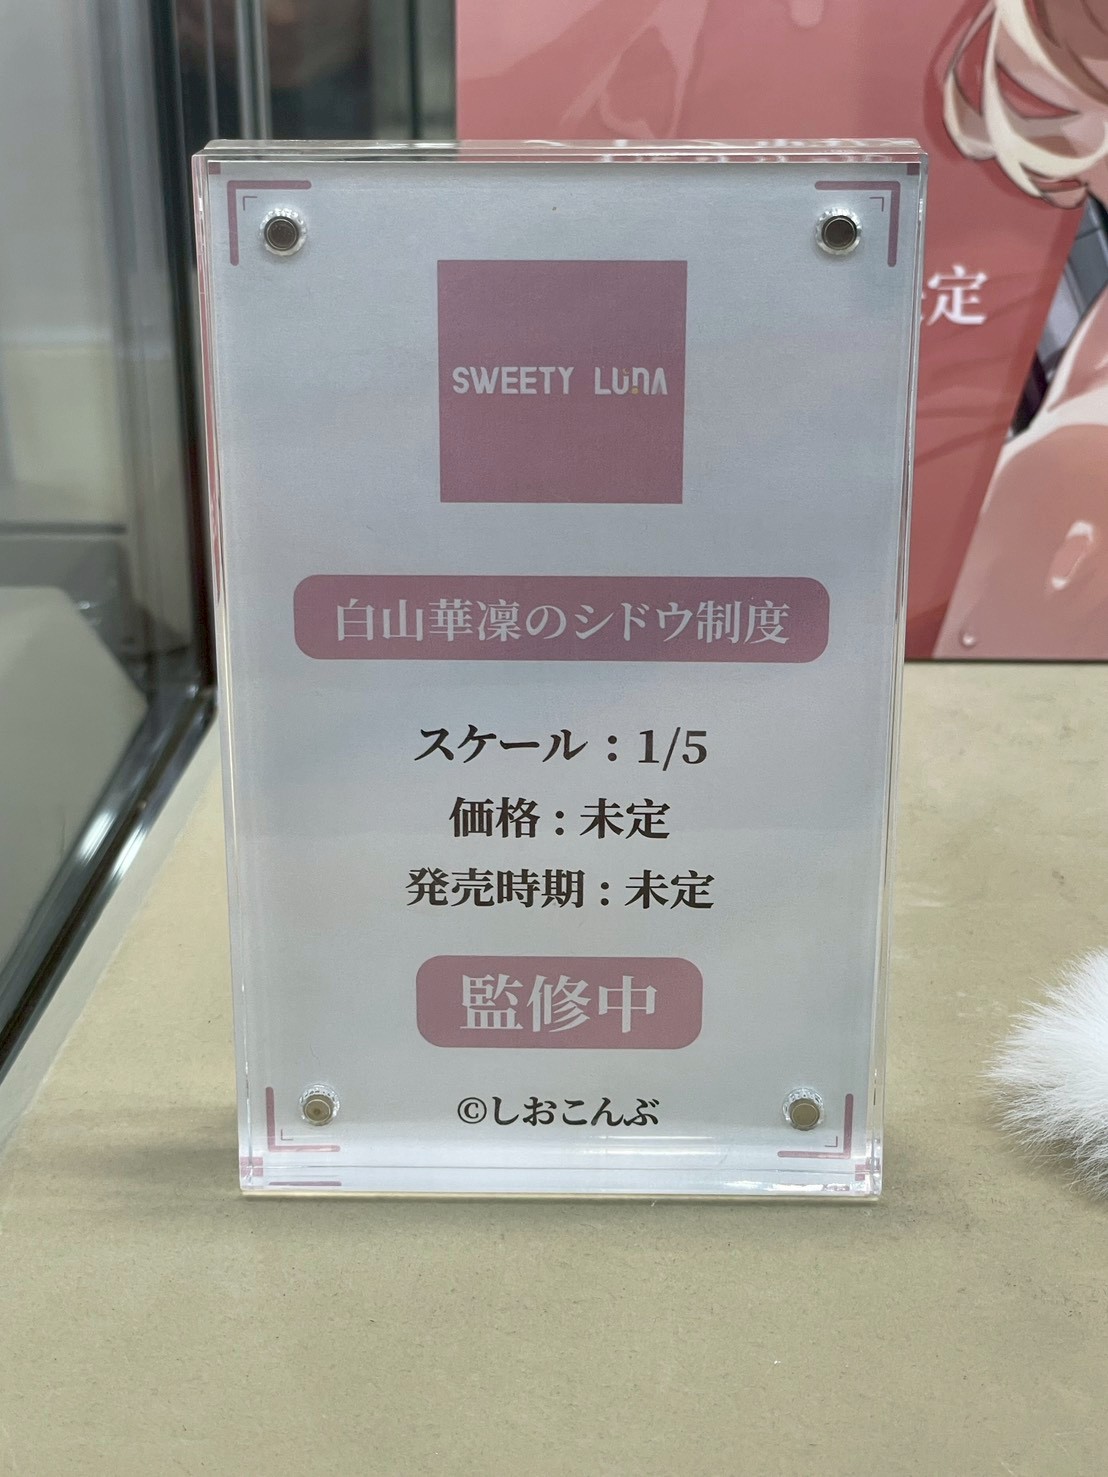 SWEETY LUNA
白山華凜のシドウ制度
スケール：1/5
価格：未定
発売時期：未定
監修中
©しおこんぶ
定